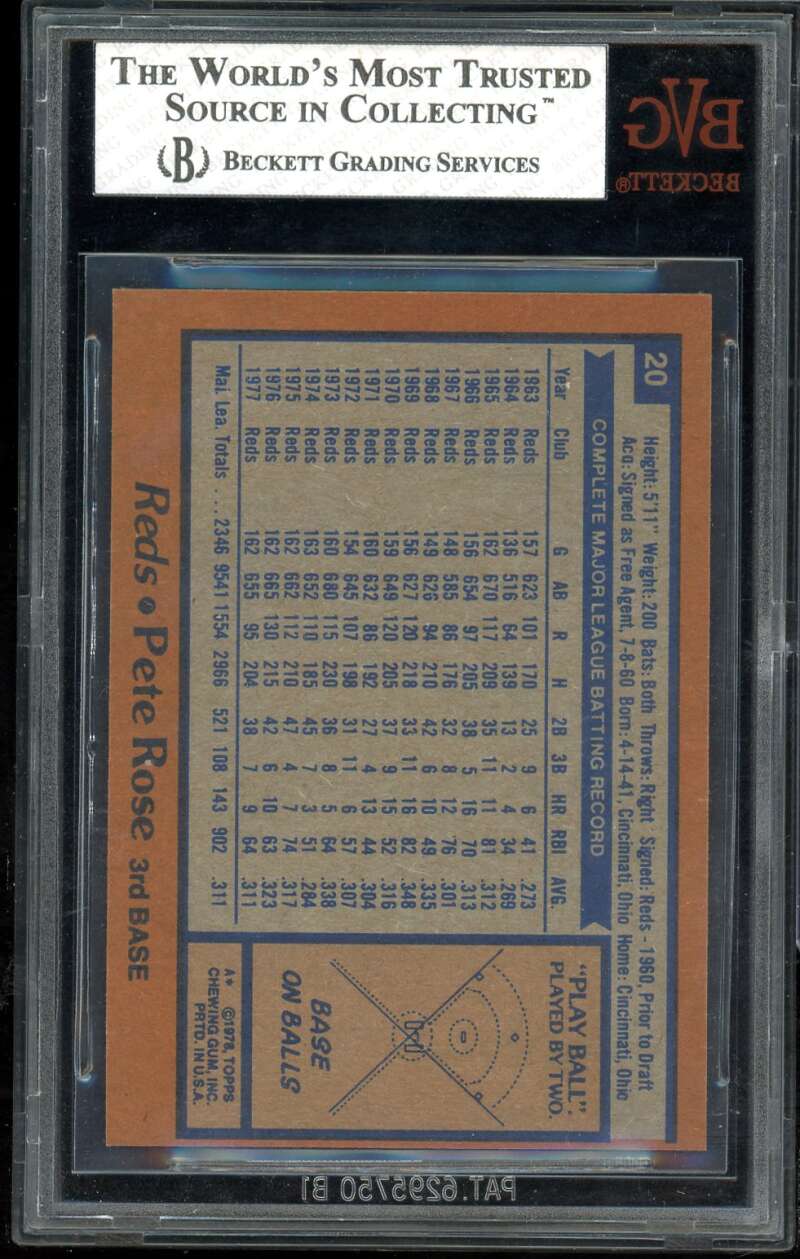 THE WORLD'S MOST TRUSTED
SOURCE IN COLLECTING™
B BECKETT GRADING SERVICES
BVG
BECKETT®
20
Height: 5'11" Weight: 200 Bats: Both Throws: Right Signed: Reds - 1960, Prior to Draft
Acq: Signed as Free Agent, 7-8-60 Born: 4-14-41, Cincinnati, Ohio Home: Cincinnati, Ohio
COMPLETE MAJOR LEAGUE BATTING RECORD
Year Club G AB R H 2B 3B HR RBI AVG.
1963 Reds 157 623 101 170 25 9 6 41 .273
1964 Reds 136 516 64 139 13 2 4 34 .269
1965 Reds 162 670 117 209 35 11 11 81 .312
1966 Reds 156 654 97 205 38 5 16 70 .313
1967 Reds 148 585 86 176 32 8 12 76 .301
1968 Reds 149 626 94 210 42 6 10 49 .335
1969 Reds 156 627 120 218 33 11 16 82 .348
1970 Reds 159 649 120 205 37 9 15 52 .316
1971 Reds 160 632 86 192 27 4 13 44 .304
1972 Reds 154 645 107 198 31 11 6 57 .307
1973 Reds 160 680 115 230 36 8 5 64 .338
1974 Reds 163 652 110 185 45 7 3 51 .284
1975 Reds 162 662 112 210 47 4 7 74 .317
1976 Reds 162 665 130 215 42 6 10 63 .323
1977 Reds 162 655 95 204 38 7 9 64 .311
Maj. Lea. Totals ... 2346 9541 1554 2966 521 108 143 902 .311
"PLAY BALL".
PLAYED BY TWO.
BASE
ON BALLS
A* ©1978, TOPPS
CHEWING GUM, INC.
PRTD. IN U.S.A.
Reds • Pete Rose 3rd BASE
PAT.6295750 B1